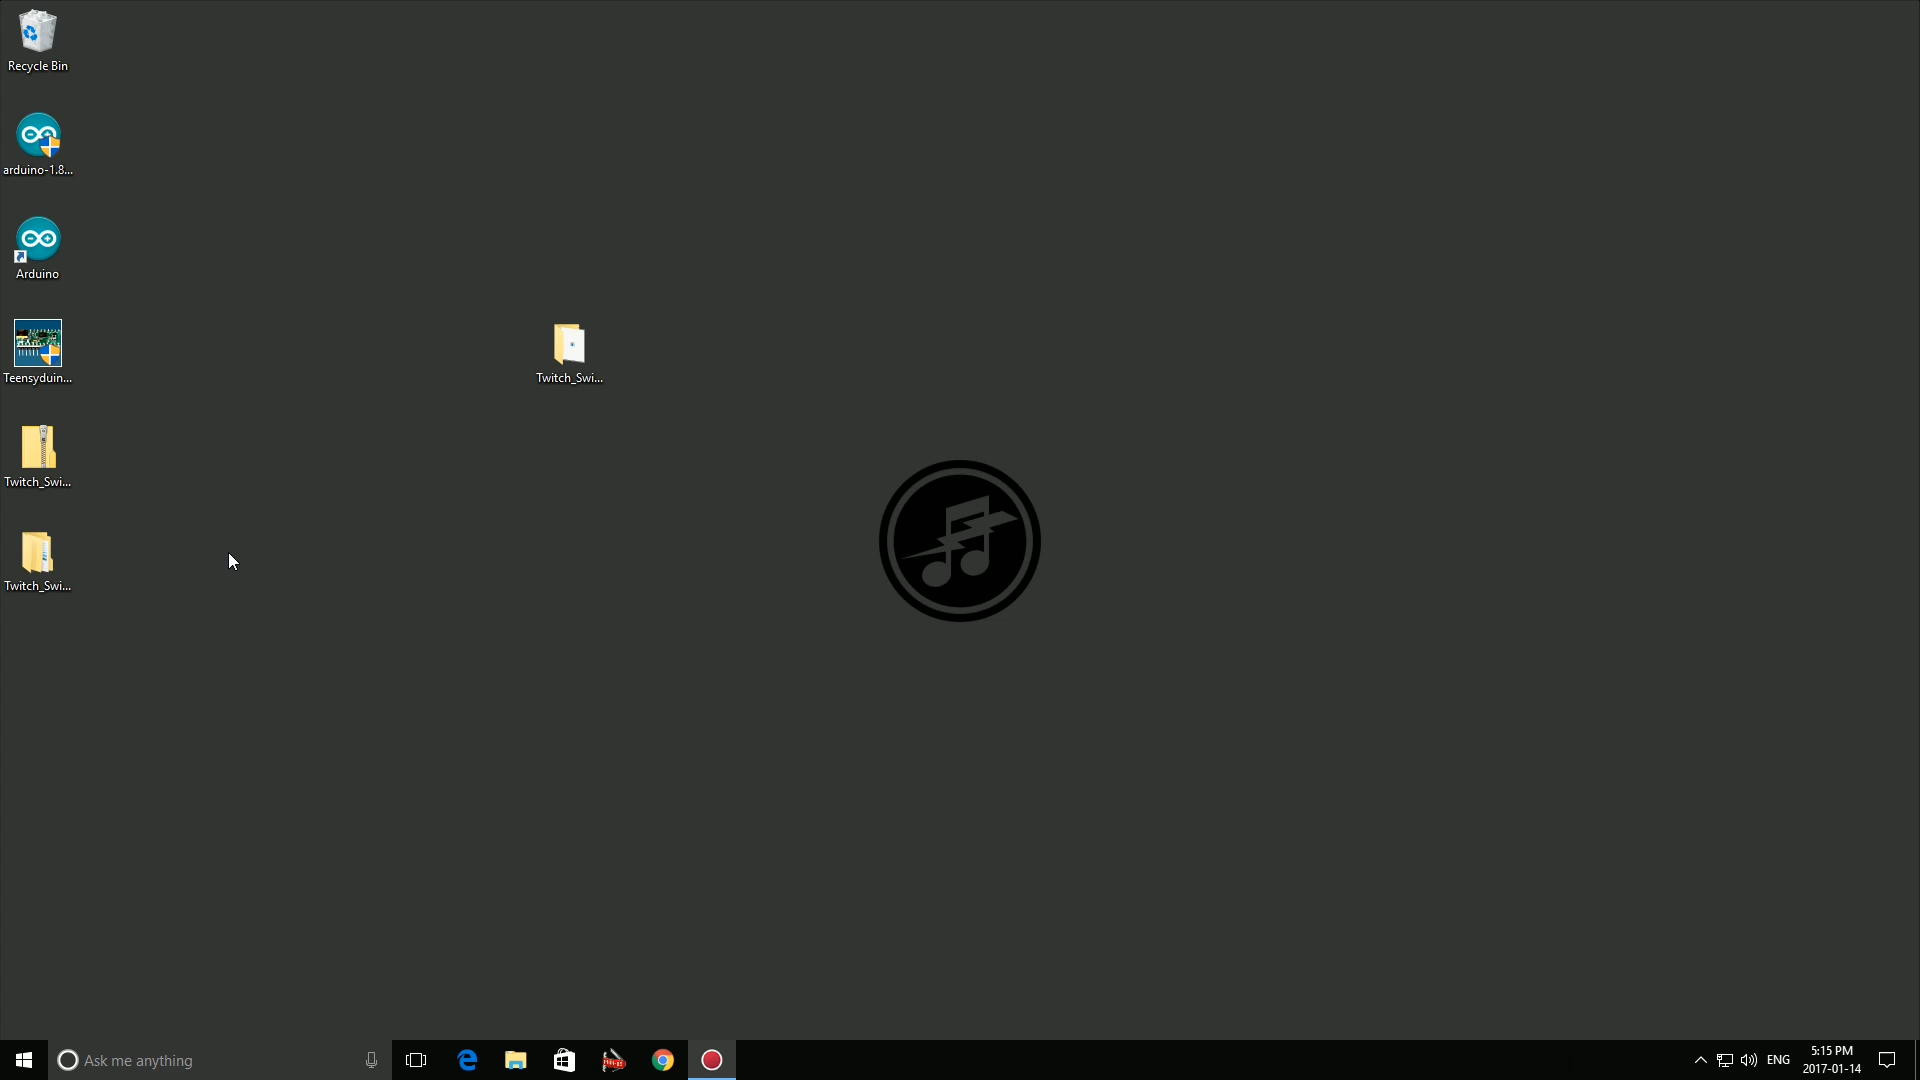 Recycle Bin
arduino-1.8...
Arduino
Teensyduin...
Twitch_Swi...
Twitch_Swi...
Twitch_Swi...
Ask me anything
ENG
5:15 PM
2017-01-14